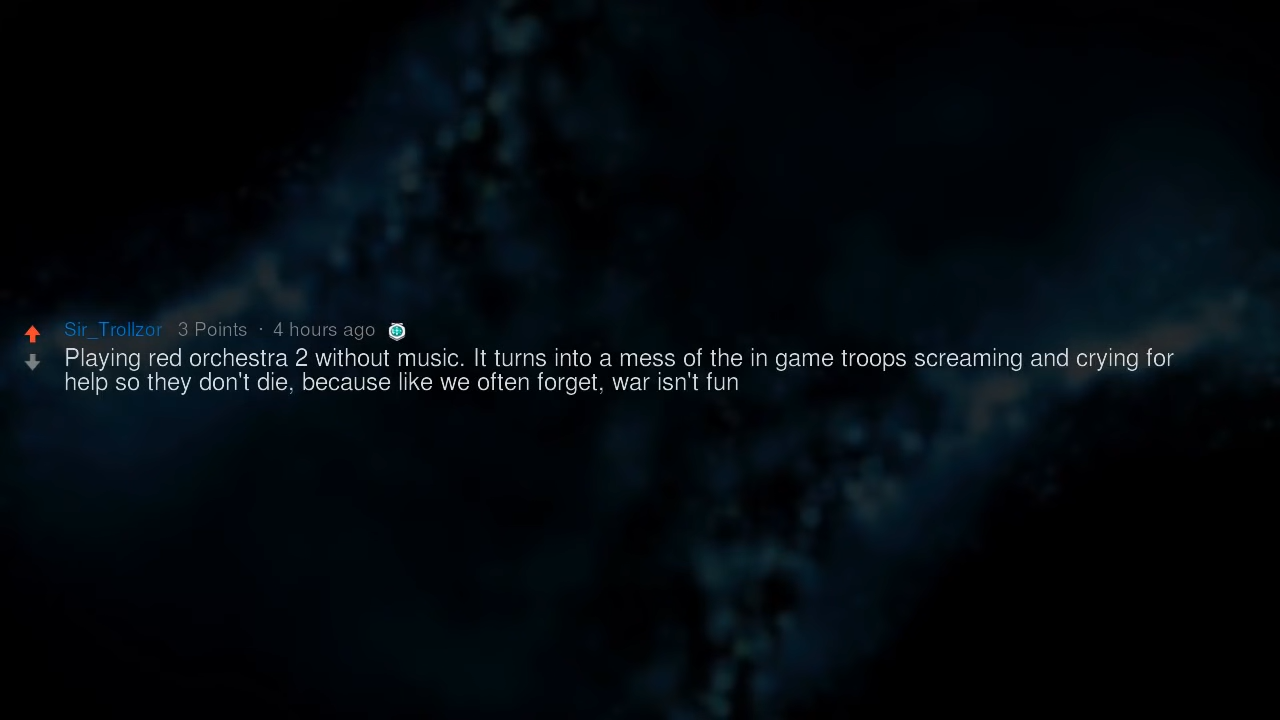 Sir_Trollzor 3 Points · 4 hours ago
Playing red orchestra 2 without music. It turns into a mess of the in game troops screaming and crying for
help so they don't die, because like we often forget, war isn't fun